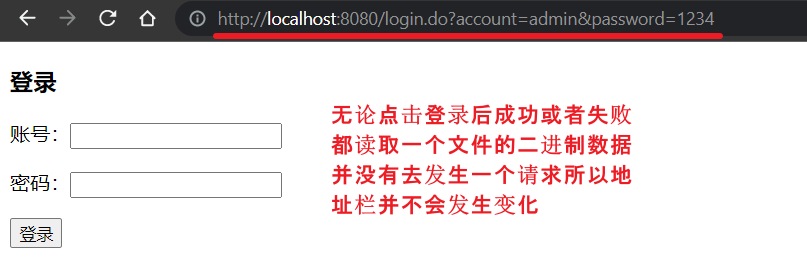 http://localhost:8080/login.do?account=admin&password=1234
登录
账号：
密码：
登录
无论点击登录后成功或者失败
都读取一个文件的二进制数据
并没有去发生一个请求所以地
址栏并不会发生变化